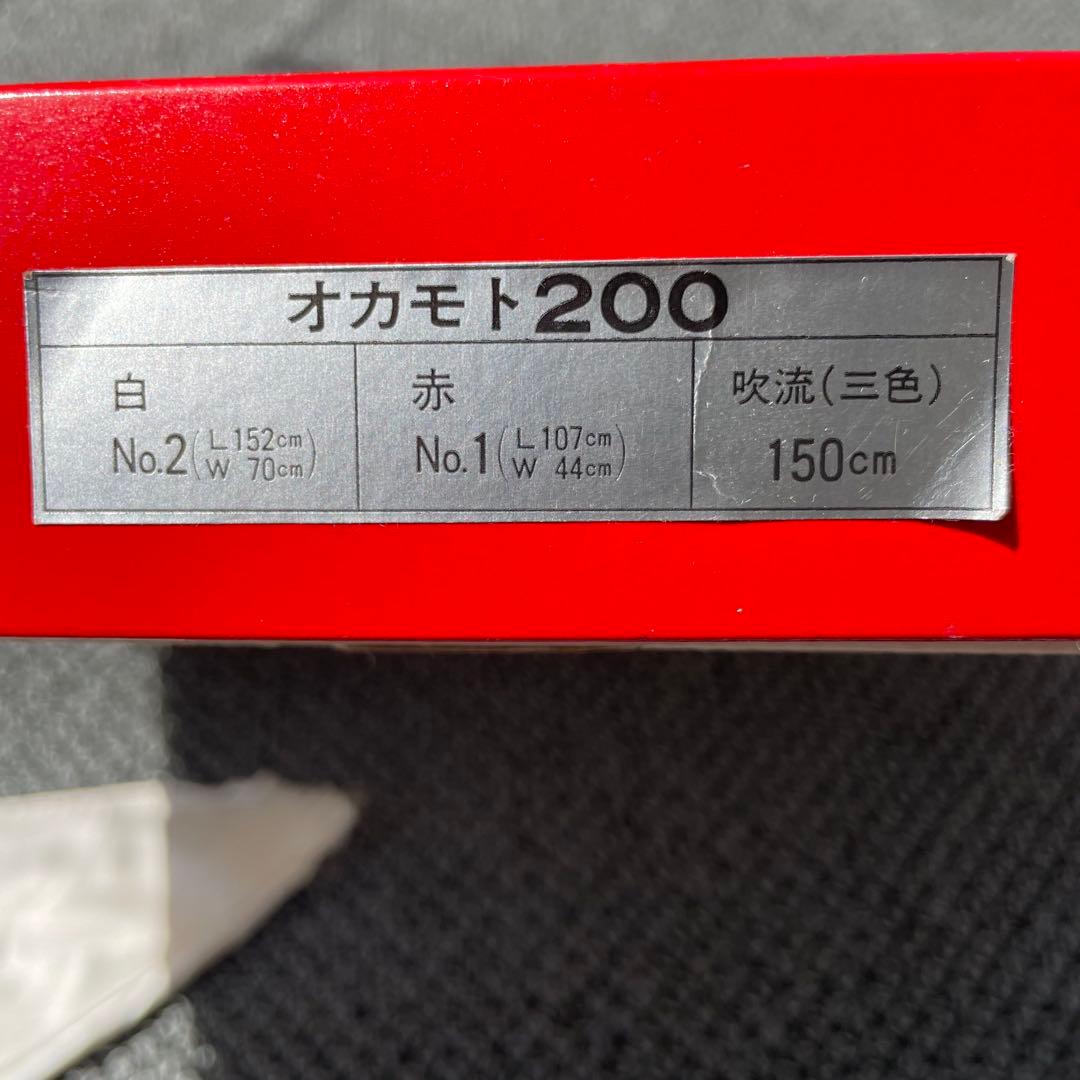 オカモト200
白
No.2(L152cm W 70cm)
赤
No.1(L107cm W 44cm)
吹流(三色)
150cm